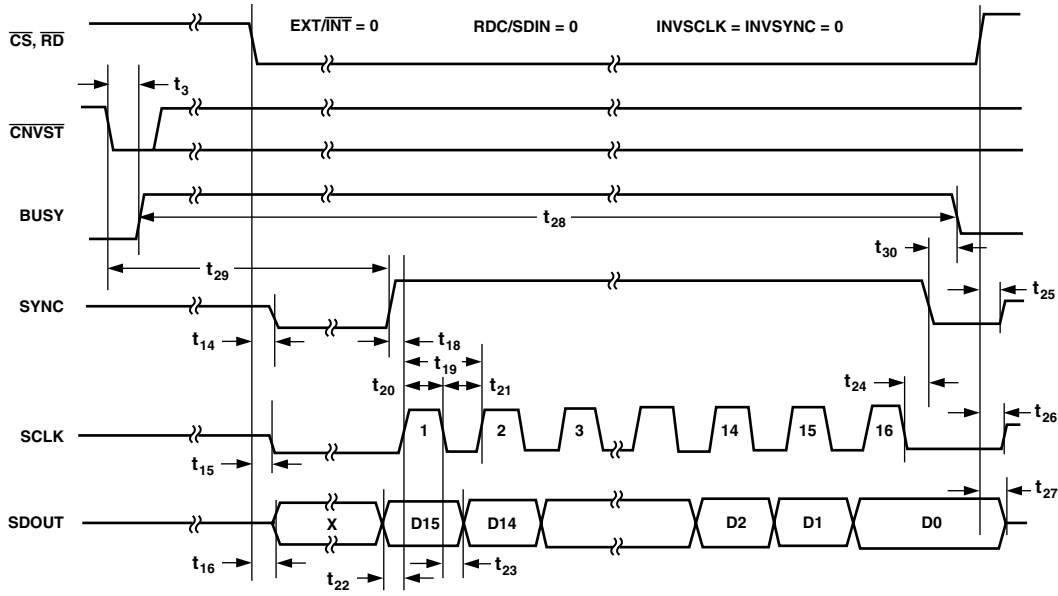 EXT/INT = 0 RDC/SDIN = 0 INVSCLK = INVSYNC = 0
CS, RD
t3
CNVST
BUSY
t28
t30
t29
t25
SYNC
t14
t18
t19
t20
t21
t24
t26
SCLK
1 2 3 14 15 16
t15
t27
SDOUT
X D15 D14 D2 D1 D0
t16
t22
t23